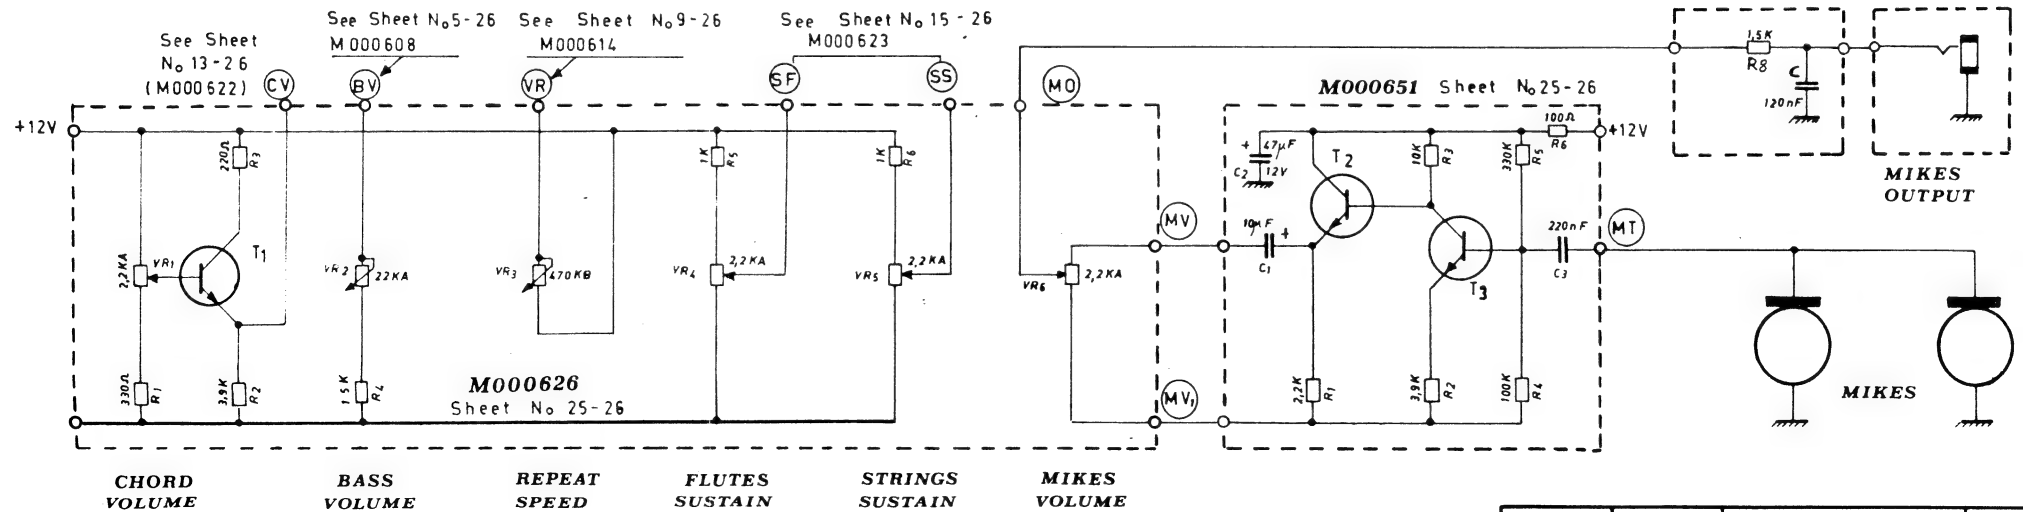 See Sheet
No 13-26
(M000622)
CV
See Sheet No 5-26
M000608
BV
See Sheet No 9-26
M000614
VR
See Sheet No 15-26
M000623
SF
SS
MO
1,5K
R8
C
120nF
MIKES
OUTPUT
M000651 Sheet No 25-26
+12V
220Ω
R3
1K
R5
1K
R6
+ 47µF
C2 12V
T2
10K
R3
330K
R5
100Ω
R6
+12V
2,2KA
VR1
T1
VR2
22KA
VR3
470KB
VR4
2,2KA
VR5
2,2KA
VR6
2,2KA
MV
10µF
+
C1
T3
220nF
C3
MT
330Ω
R1
3,9K
R2
15K
R4
M000626
Sheet No 25-26
MV1
2,2K
R1
3,9K
R2
100K
R4
MIKES
CHORD
VOLUME
BASS
VOLUME
REPEAT
SPEED
FLUTES
SUSTAIN
STRINGS
SUSTAIN
MIKES
VOLUME